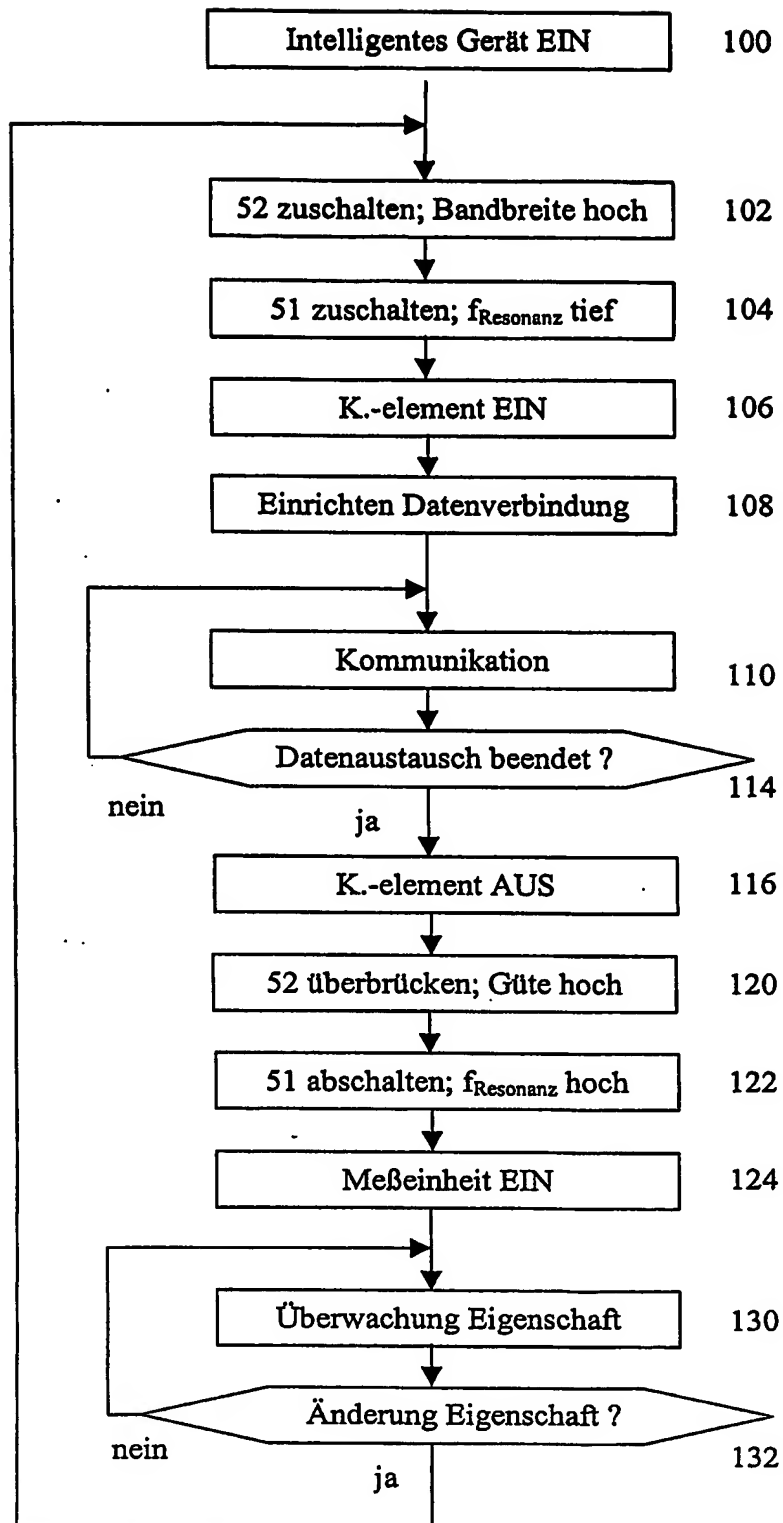 Intelligentes Gerät EIN 100
52 zuschalten; Bandbreite hoch 102
51 zuschalten; fResonanz tief 104
K.-element EIN 106
Einrichten Datenverbindung 108
Kommunikation 110
Datenaustausch beendet ? 114
nein
ja
K.-element AUS 116
52 überbrücken; Güte hoch 120
51 abschalten; fResonanz hoch 122
Meßeinheit EIN 124
Überwachung Eigenschaft 130
Änderung Eigenschaft ? 132
nein
ja